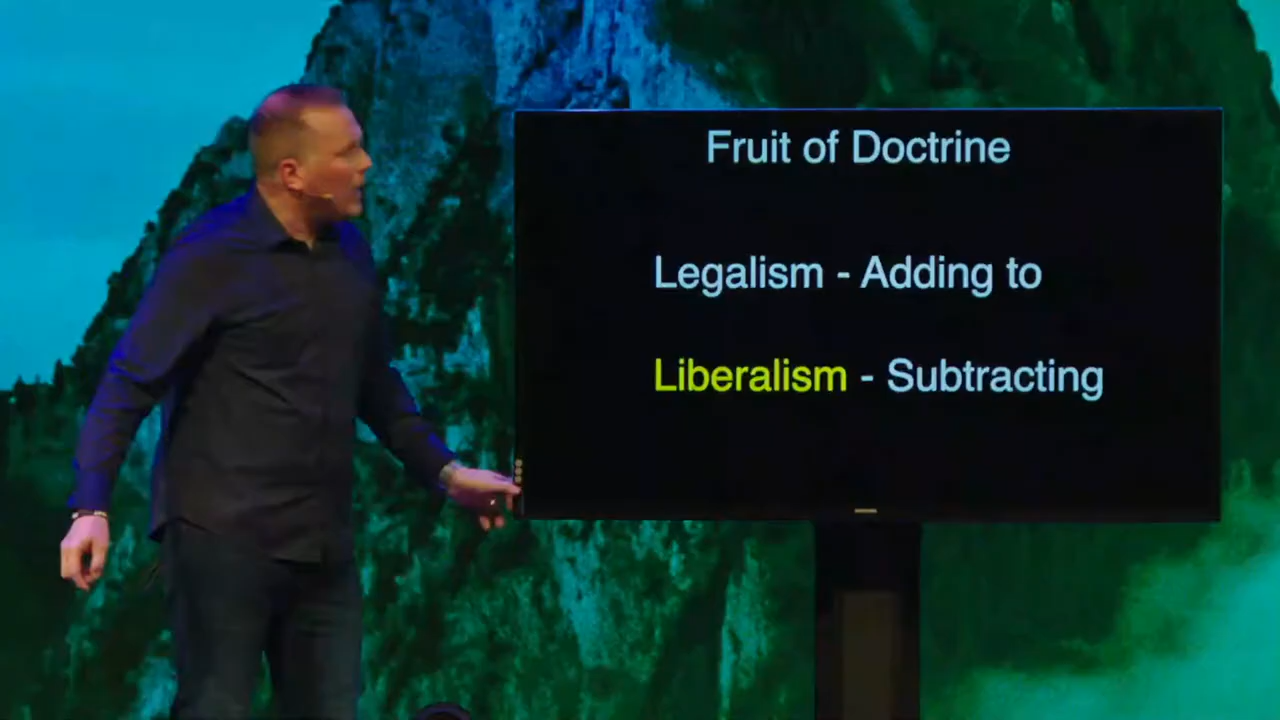 Fruit of Doctrine
Legalism - Adding to
Liberalism - Subtracting